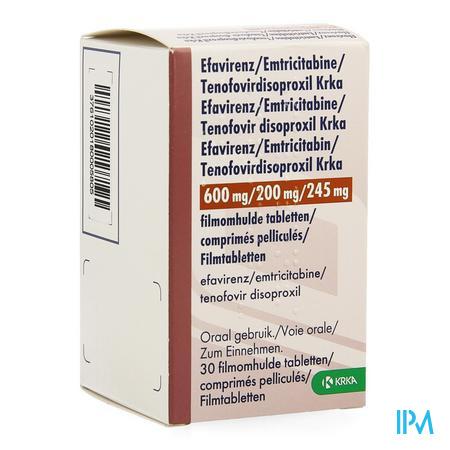 Efavirenz/Emtricitabine/
Tenofovirdisoproxil Krka
Efavirenz/Emtricitabine/
Tenofovir disoproxil Krka
Efavirenz/Emtricitabin/
Tenofovirdisoproxil Krka
600 mg/200 mg/245 mg
filmomhulde tabletten/
comprimés pelliculés/
Filmtabletten
efavirenz/emtricitabine/
tenofovir disoproxil
Oraal gebruik./Voie orale/
Zum Einnehmen.
30 filmomhulde tabletten/
comprimés pelliculés/
Filmtabletten
KRKA
IPM